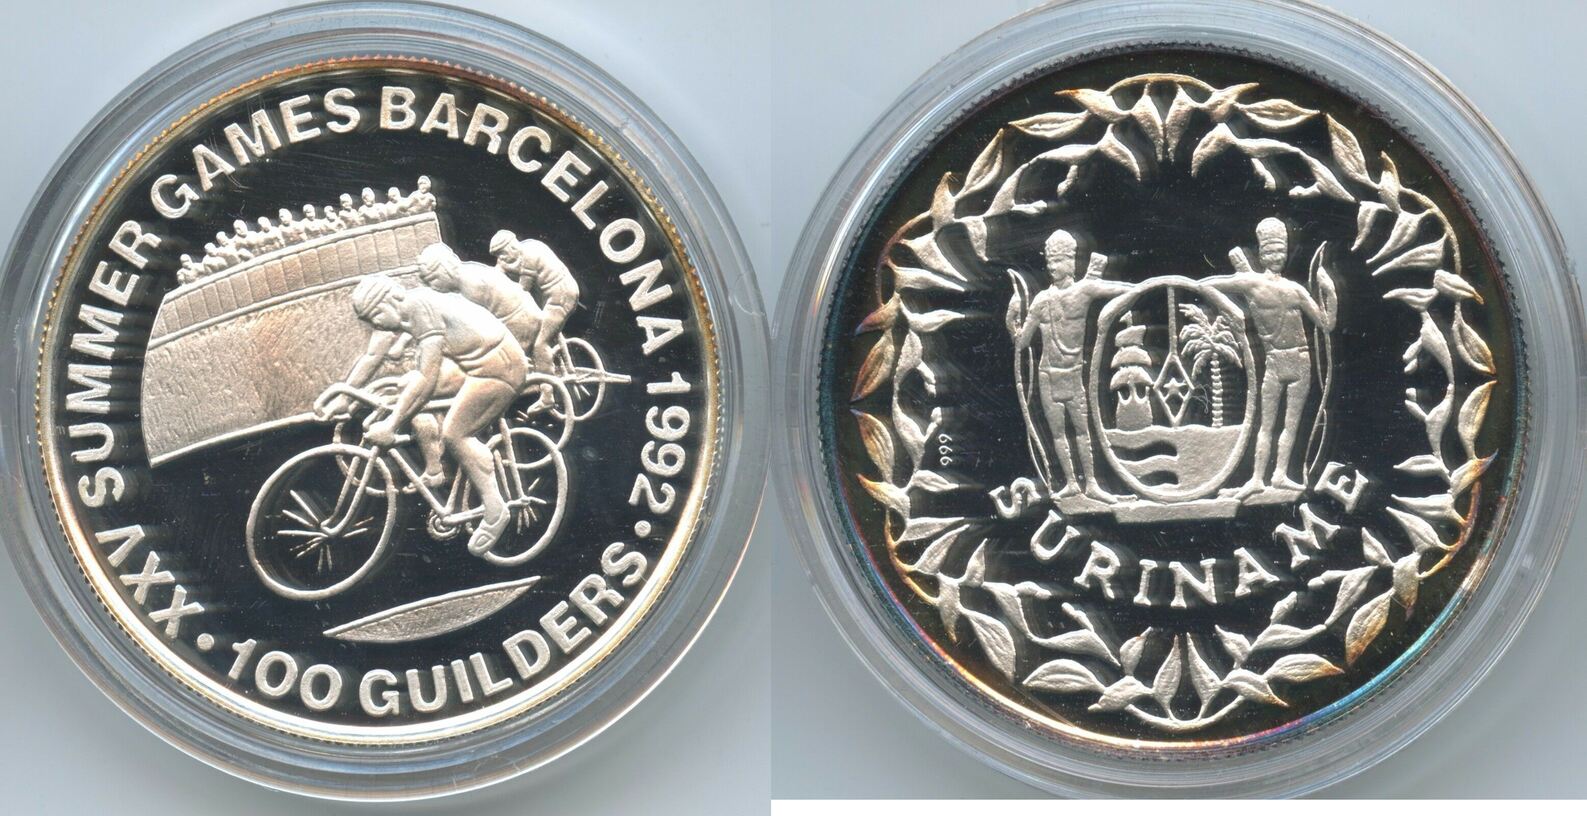 XXV SUMMER GAMES BARCELONA 1992
• 100 GUILDERS •
999
SURINAME